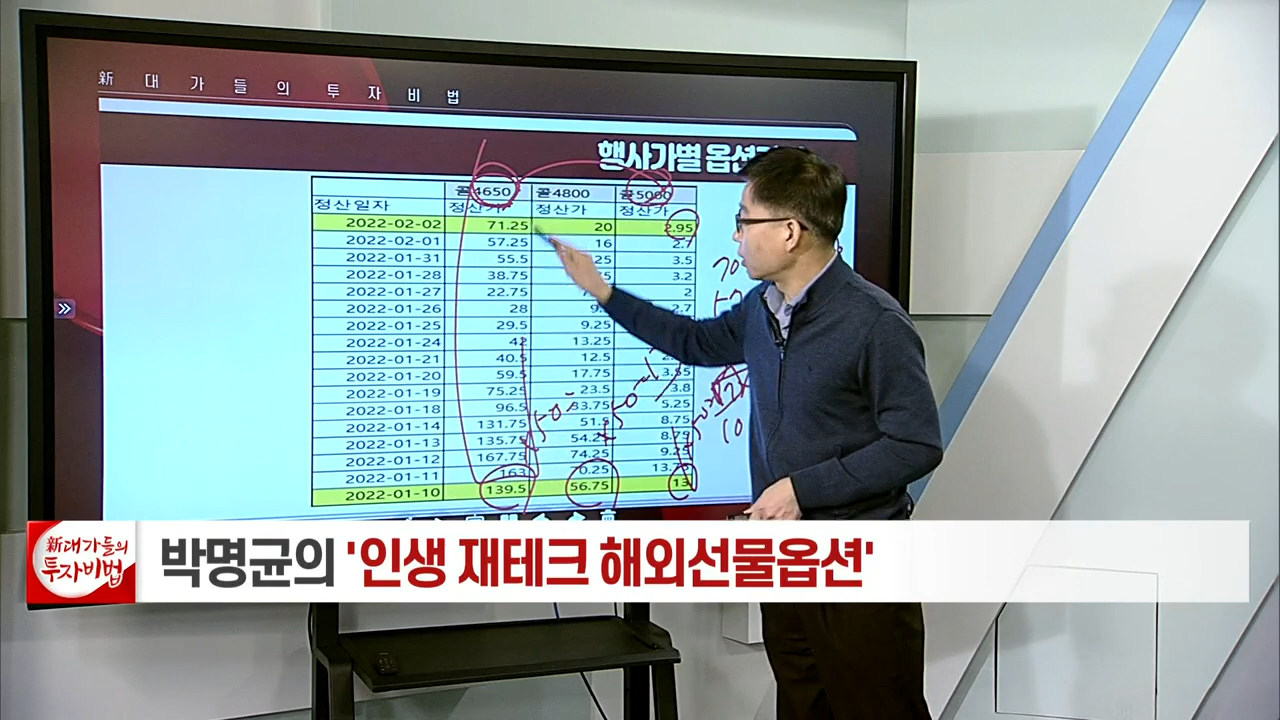 新 대 가 들 의 투 자 비 법
행사가별 옵션
콜4650 콜4800 콜5000
정산일자 정산가 정산가 정산가
2022-02-02 71.25 20 2.95
2022-02-01 57.25 16 2.7
2022-01-31 55.5 3.5
2022-01-28 38.75 3.2
2022-01-27 22.75 2
2022-01-26 28 2.7
2022-01-25 29.5 9.25
2022-01-24 42 13.25
2022-01-21 40.5 12.5
2022-01-20 59.5 17.75
2022-01-19 75.25 23.5 3.8
2022-01-18 96.5 33.75 5.25
2022-01-14 131.75 51.5 8.75
2022-01-13 135.75 8.75
2022-01-12 167.75 74.25 9.25
2022-01-11 163
2022-01-10 139.5 56.75 13
70
10
新대가들의
투자비법
박명균의 '인생 재테크 해외선물옵션'